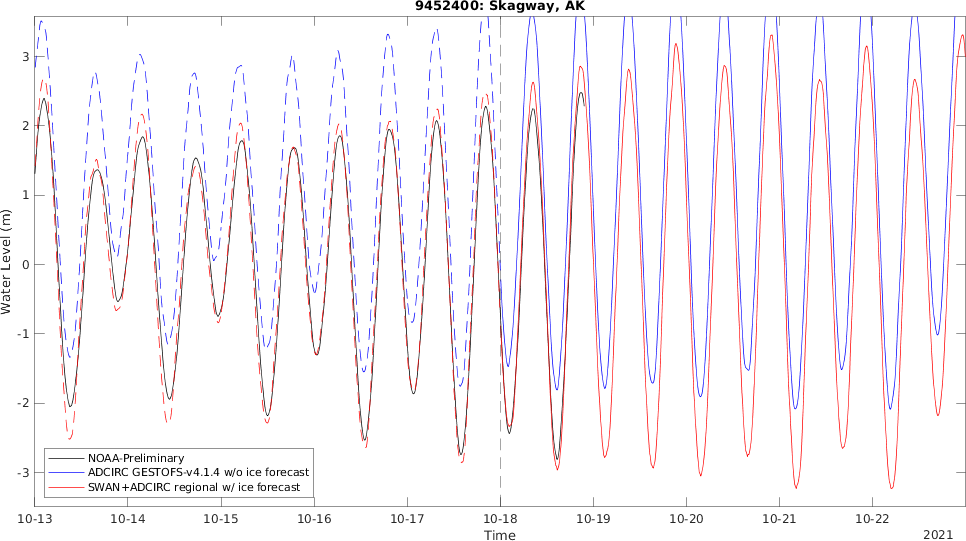 9452400: Skagway, AK
Water Level (m)
3
2
1
0
-1
-2
-3
NOAA-Preliminary
ADCIRC GESTOFS-v4.1.4 w/o ice forecast
SWAN+ADCIRC regional w/ ice forecast
10-13 10-14 10-15 10-16 10-17 10-18 10-19 10-20 10-21 10-22
Time
2021